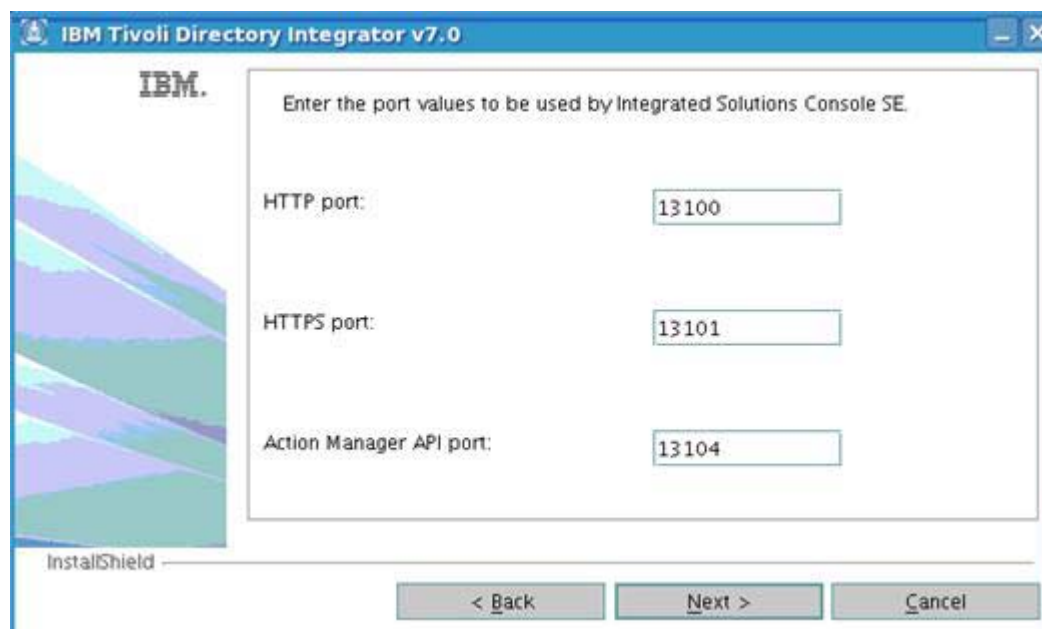 IBM Tivoli Directory Integrator v7.0
IBM.
Enter the port values to be used by Integrated Solutions Console SE.
HTTP port: 13100
HTTPS port: 13101
Action Manager API port: 13104
InstallShield
< Back Next > Cancel